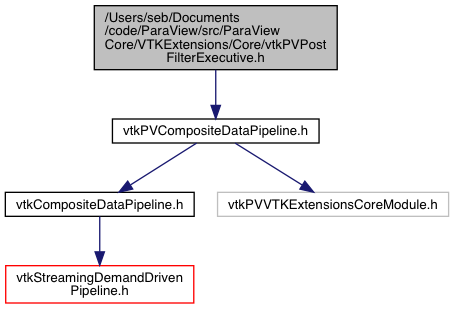 /Users/seb/Documents
/code/ParaView/src/ParaView
Core/VTKExtensions/Core/vtkPVPost
FilterExecutive.h
vtkPVCompositeDataPipeline.h
vtkCompositeDataPipeline.h
vtkPVVTKExtensionsCoreModule.h
vtkStreamingDemandDriven
Pipeline.h